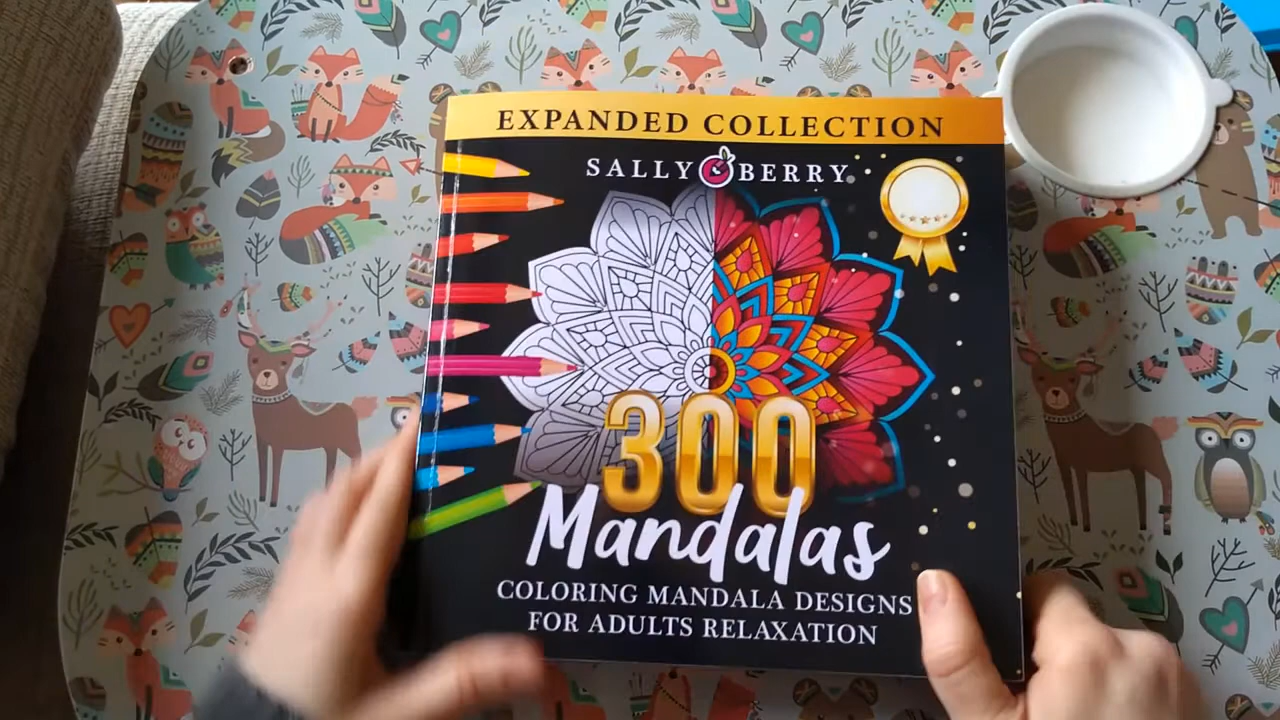 EXPANDED COLLECTION
SALLY BERRY
300
Mandalas
COLORING MANDALA DESIGNS
FOR ADULTS RELAXATION